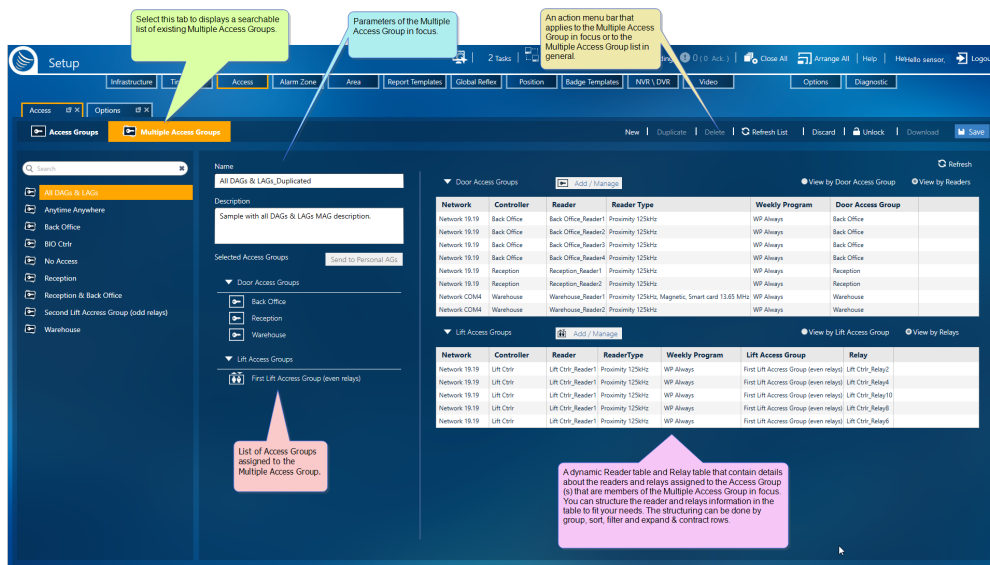 Select this tab to displays a searchable
list of existing Multiple Access Groups.
Parameters of the Multiple
Access Group in focus.
An action menu bar that
applies to the Multiple Access
Group in focus or to the
Multiple Access Group list in
general.
Setup
2 Tasks
0 ( 0. Ack. )
Close All
Arrange All
Help
Hello sensor,
Logou
Infrastructure
Access
Alarm Zone
Area
Report Templates
Global Reflex
Position
Badge Templates
NVR \ DVR
Video
Options
Diagnostic
Access
Options
Access Groups
Multiple Access Groups
New
Duplicate
Delete
Refresh List
Discard
Unlock
Download
Save
Search
All DAGs & LAGs
Anytime Anywhere
Back Office
BIO Ctrlr
No Access
Reception
Reception & Back Office
Second Lift Accress Group (odd relays)
Warehouse
Name
All DAGs & LAGs_Duplicated
Description
Sample with all DAGs & LAGs MAG description.
Selected Access Groups
Send to Personal AGs
Door Access Groups
Back Office
Reception
Warehouse
Lift Access Groups
First Lift Accress Group (even relays)
List of Access Groups
assigned to the
Multiple Access Group.
Refresh
Door Access Groups
Add / Manage
View by Door Access Group
View by Readers
Network Controller Reader Reader Type Weekly Program Door Access Group
Network 19.19 Back Office Back Office_Reader1 Proximity 125kHz WP Always Back Office
Network 19.19 Back Office Back Office_Reader2 Proximity 125kHz WP Always Back Office
Network 19.19 Back Office Back Office_Reader3 Proximity 125kHz WP Always Back Office
Network 19.19 Back Office Back Office_Reader4 Proximity 125kHz WP Always Back Office
Network 19.19 Reception Reception_Reader1 Proximity 125kHz WP Always Reception
Network 19.19 Reception Reception_Reader2 Proximity 125kHz WP Always Reception
Network COM4 Warehouse Warehouse_Reader1 Proximity 125kHz, Magnetic, Smart card 13.65 MHz WP Always Warehouse
Network COM4 Warehouse Warehouse_Reader2 Proximity 125kHz WP Always Warehouse
Lift Access Groups
Add / Manage
View by Lift Access Group
View by Relays
Network Controller Reader ReaderType Weekly Program Lift Access Group Relay
Network 19.19 Lift Ctrlr Lift Ctrlr_Reader1 Proximity 125kHz WP Always First Lift Accress Group (even relays) Lift Ctrlr_Relay2
Network 19.19 Lift Ctrlr Lift Ctrlr_Reader1 Proximity 125kHz WP Always First Lift Accress Group (even relays) Lift Ctrlr_Relay4
Network 19.19 Lift Ctrlr Lift Ctrlr_Reader1 Proximity 125kHz WP Always First Lift Accress Group (even relays) Lift Ctrlr_Relay10
Network 19.19 Lift Ctrlr Lift Ctrlr_Reader1 Proximity 125kHz WP Always First Lift Accress Group (even relays) Lift Ctrlr_Relay8
Network 19.19 Lift Ctrlr Lift Ctrlr_Reader1 Proximity 125kHz WP Always First Lift Accress Group (even relays) Lift Ctrlr_Relay6
A dynamic Reader table and Relay table that contain details
about the readers and relays assigned to the Access Group
(s) that are members of the Multiple Access Group in focus.
You can structure the reader and relays information in the
table to fit your needs. The structuring can be done by
group, sort, filter and expand & contract rows.